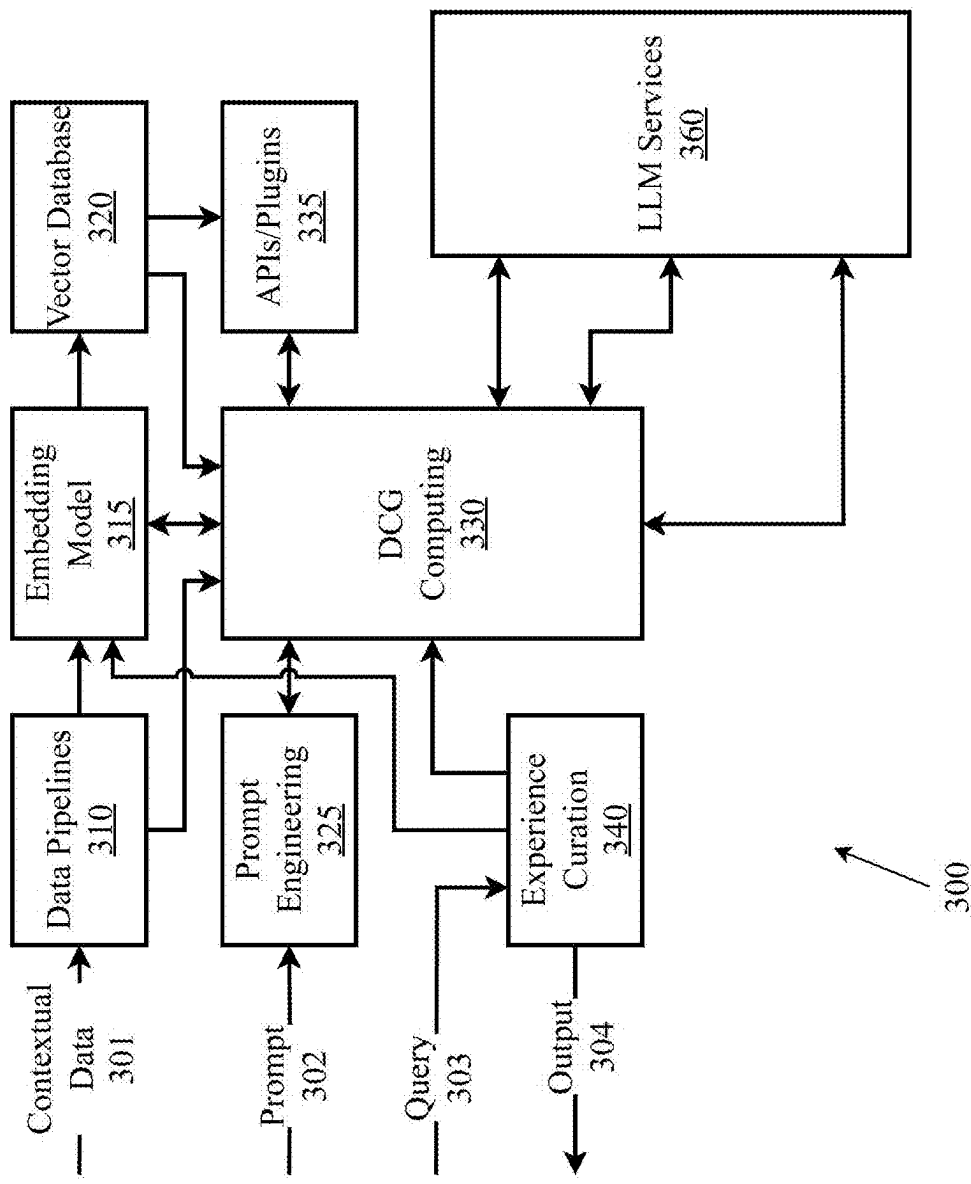 Contextual
Data
301
Data Pipelines
310
Embedding
Model
315
Vector Database
320
Prompt
302
Prompt
Engineering
325
APIs/Plugins
335
DCG
Computing
330
Query
303
Output
304
Experience
Curation
340
LLM Services
360
300